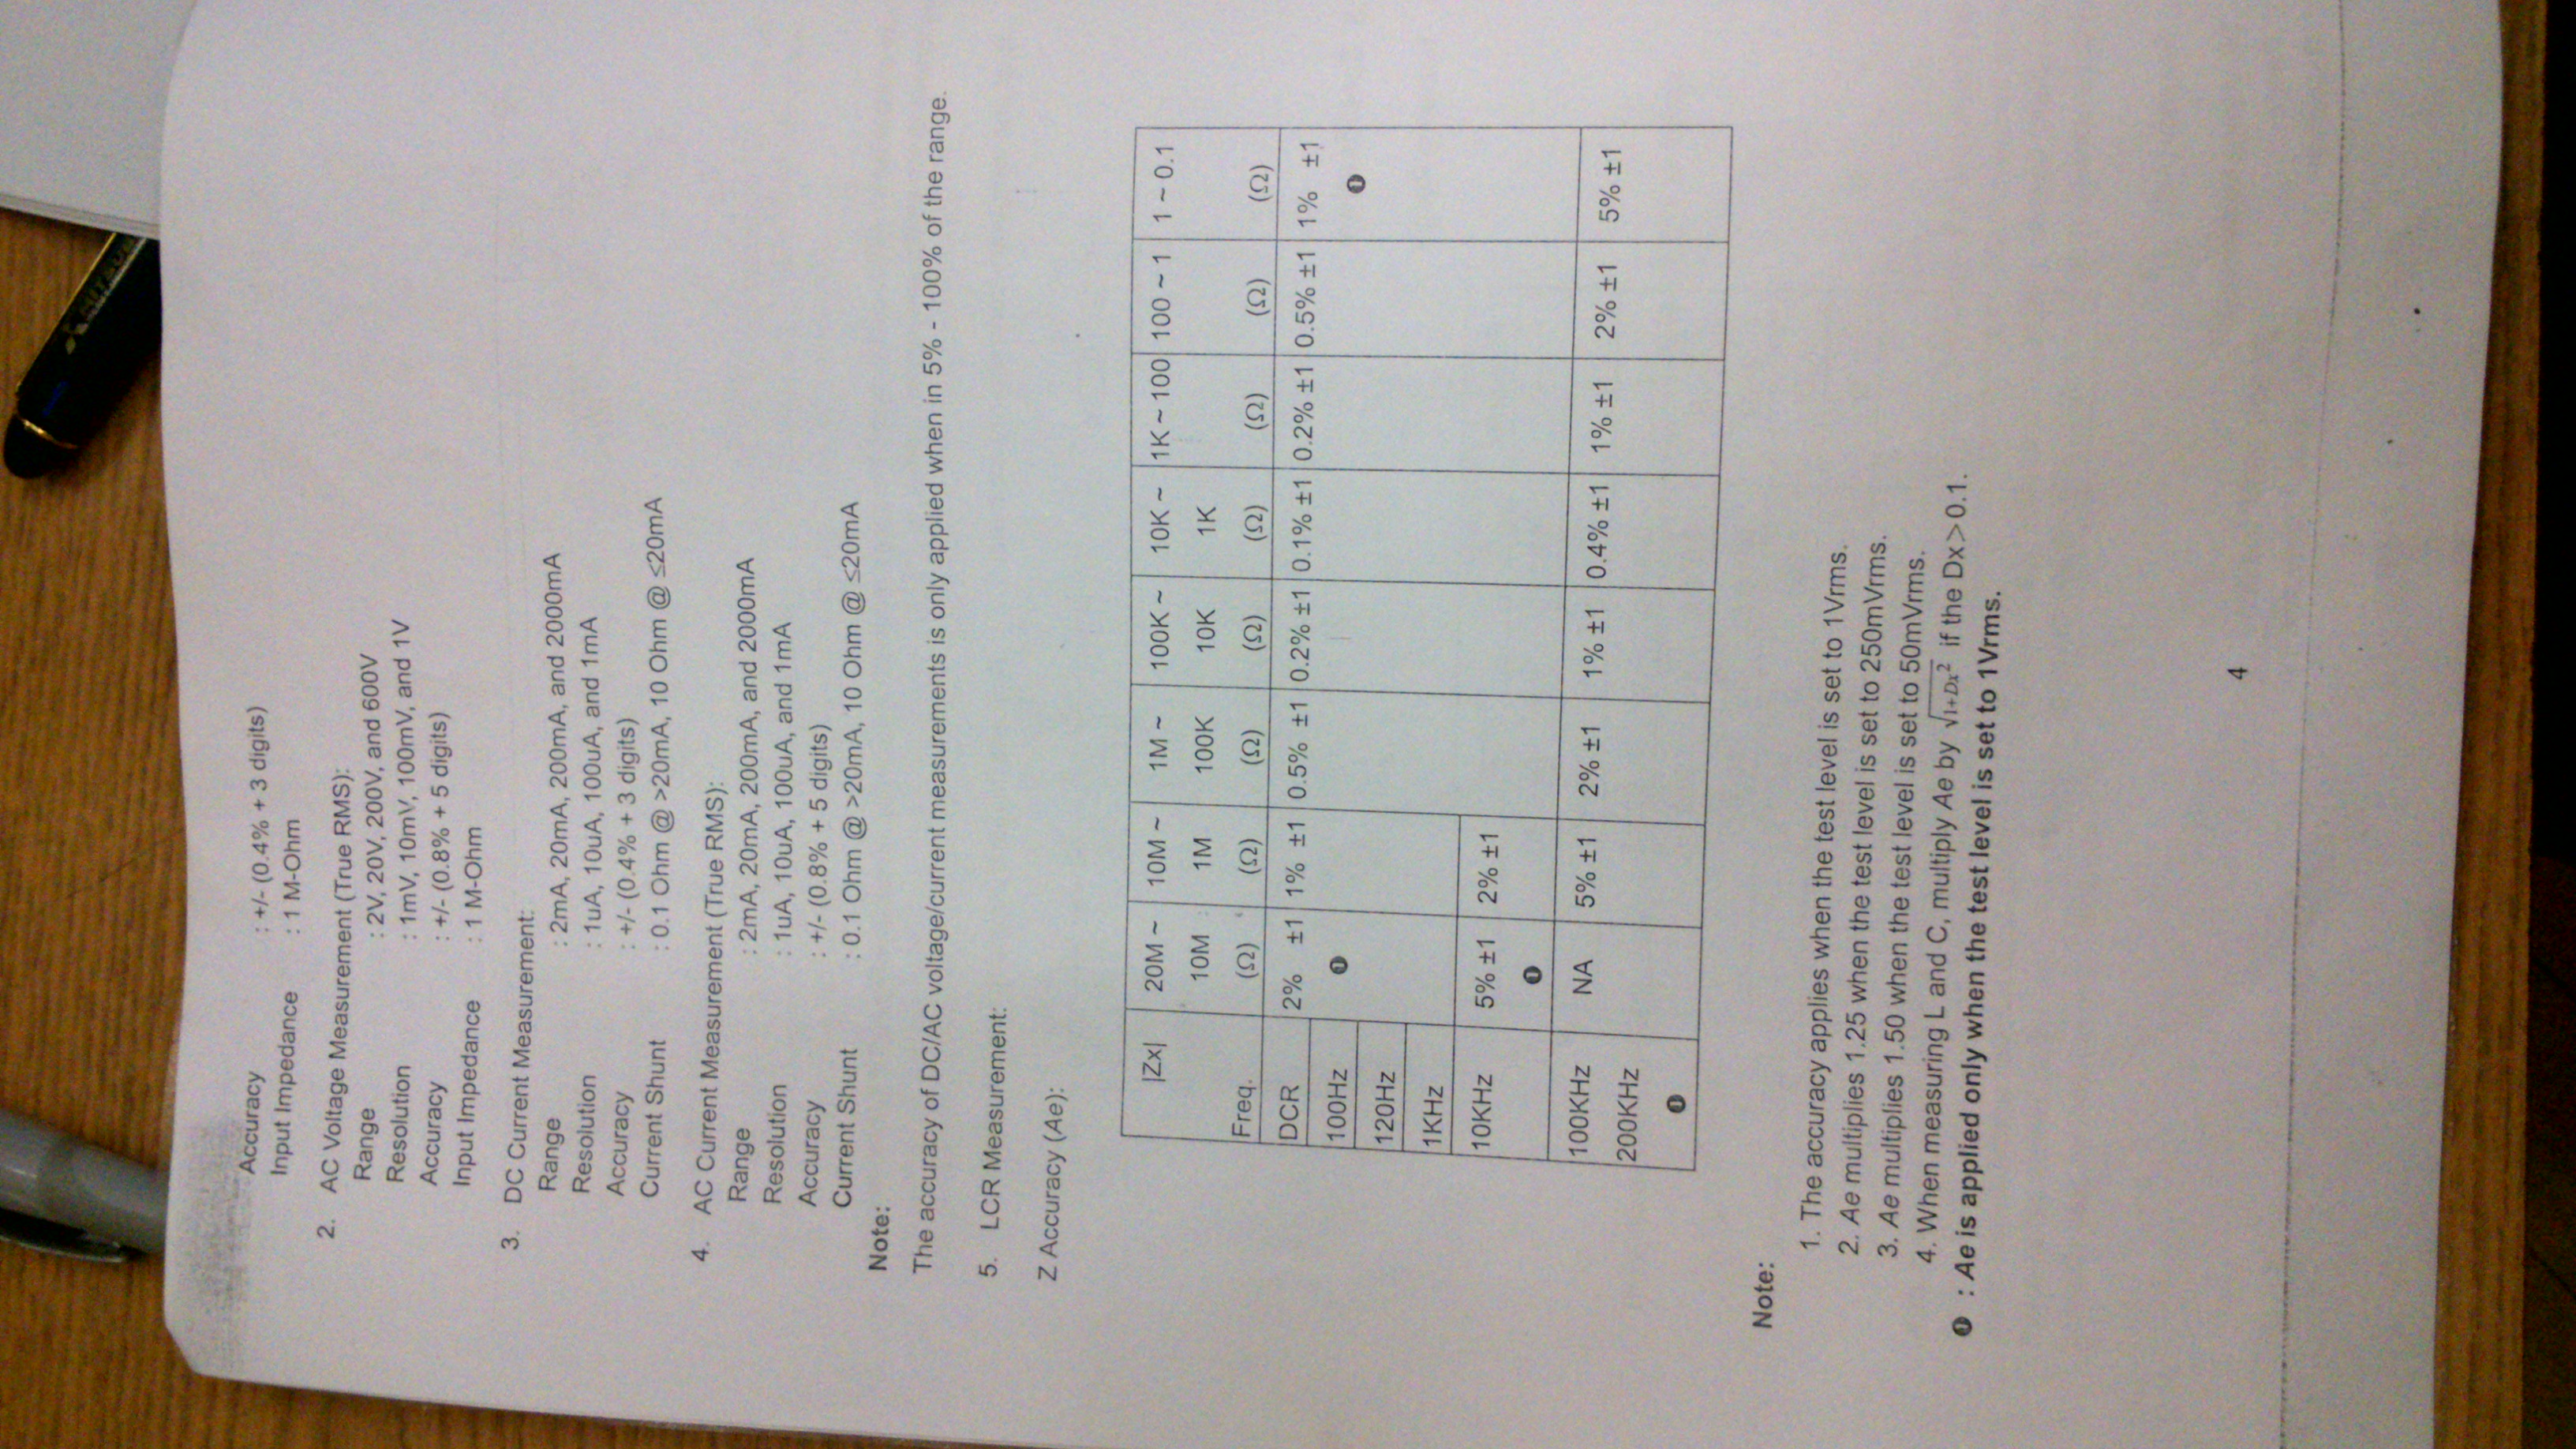 Accuracy : +/- (0.4% + 3 digits)
Input Impedance : 1 M-Ohm
2. AC Voltage Measurement (True RMS):
Range : 2V, 20V, 200V, and 600V
Resolution : 1mV, 10mV, 100mV, and 1V
Accuracy : +/- (0.8% + 5 digits)
Input Impedance : 1 M-Ohm
3. DC Current Measurement:
Range : 2mA, 20mA, 200mA, and 2000mA
Resolution : 1uA, 10uA, 100uA, and 1mA
Accuracy : +/- (0.4% + 3 digits)
Current Shunt : 0.1 Ohm @ >20mA, 10 Ohm @ ≤20mA
4. AC Current Measurement (True RMS):
Range : 2mA, 20mA, 200mA, and 2000mA
Resolution : 1uA, 10uA, 100uA, and 1mA
Accuracy : +/- (0.8% + 5 digits)
Current Shunt : 0.1 Ohm @ >20mA, 10 Ohm @ ≤20mA
Note:
The accuracy of DC/AC voltage/current measurements is only applied when in 5% - 100% of the range.
5. LCR Measurement:
Z Accuracy (Ae):
|Zx| 20M ~ 10M ~ 1M ~ 100K ~ 10K ~ 1K ~ 100 100 ~ 1 1 ~ 0.1
10M 1M 100K 10K 1K
Freq. (Ω) (Ω) (Ω) (Ω) (Ω) (Ω) (Ω) (Ω)
DCR 2% ±1 1% ±1 0.5% ±1 0.2% ±1 0.1% ±1 0.2% ±1 0.5% ±1 1% ±1
100Hz ❶ ❶
120Hz
1KHz
10KHz 5% ±1 2% ±1
❶
100KHz NA 5% ±1 2% ±1 1% ±1 0.4% ±1 1% ±1 2% ±1 5% ±1
200KHz
❶
Note:
1. The accuracy applies when the test level is set to 1Vrms.
2. Ae multiplies 1.25 when the test level is set to 250mVrms.
3. Ae multiplies 1.50 when the test level is set to 50mVrms.
4. When measuring L and C, multiply Ae by √1+Dx² if the Dx>0.1.
❶ : Ae is applied only when the test level is set to 1Vrms.
4